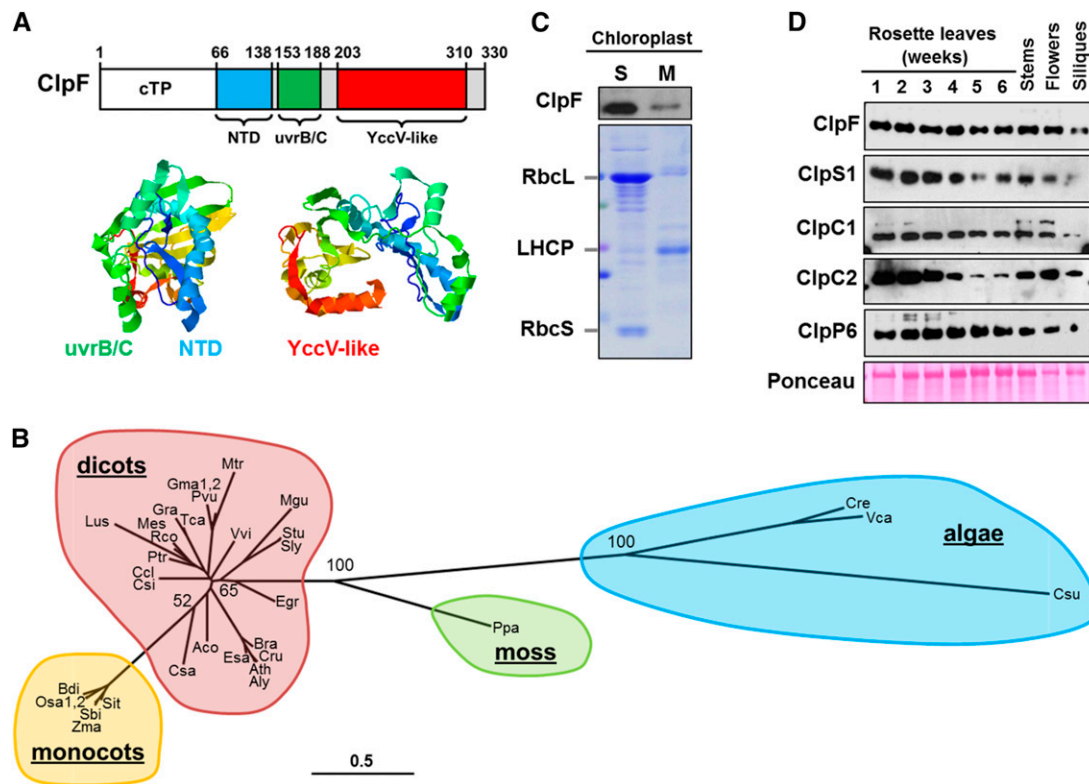 A
1 66 138 153 188 203 310 330
ClpF
cTP
NTD uvrB/C YccV-like
uvrB/C NTD YccV-like
C
Chloroplast
S M
ClpF
RbcL
LHCP
RbcS
D
Rosette leaves
(weeks)
1 2 3 4 5 6
Stems
Flowers
Siliques
ClpF
ClpS1
ClpC1
ClpC2
ClpP6
Ponceau
B
dicots
Mtr
Gma1,2
Pvu
Mgu
Gra
Tca
Lus
Mes
Rco
Vvi
Stu
Sly
Ptr
Ccl
Csi
52
65
Egr
Aco
Csa
Esa
Bra
Cru
Ath
Aly
100
Ppa
moss
100
Cre
Vca
algae
Csu
Bdi
Osa1,2
Sit
Sbi
Zma
monocots
0.5